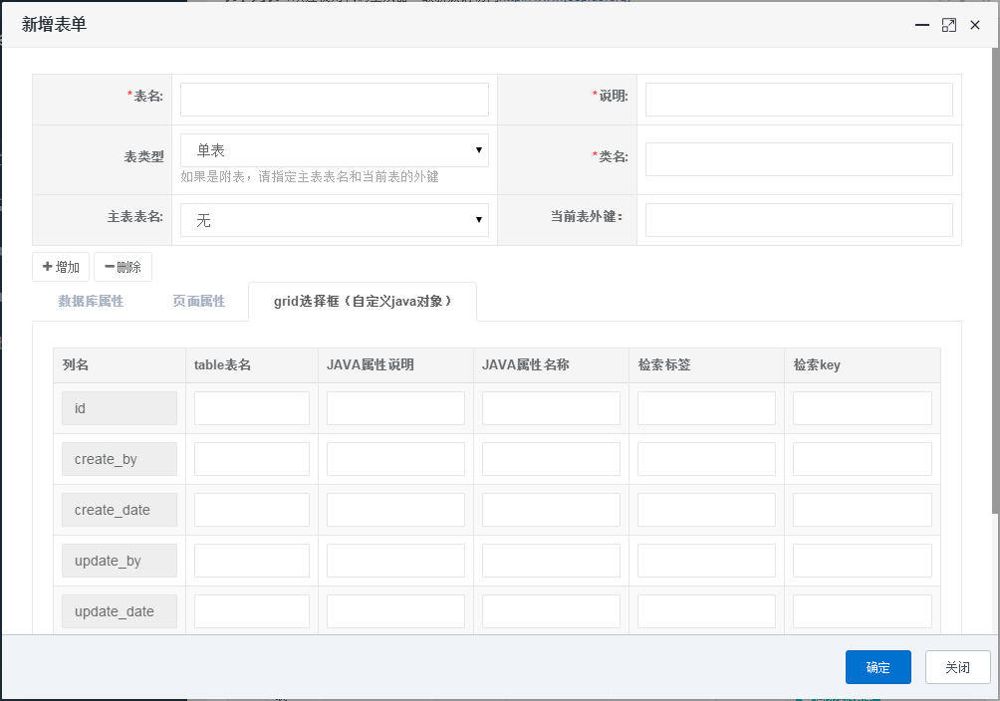 新增表单
*表名:
*说明:
表类型
单表
如果是附表，请指定主表表名和当前表的外键
*类名:
主表表名:
无
当前表外键：
增加
删除
数据库属性
页面属性
grid选择框（自定义java对象）
列名
table表名
JAVA属性说明
JAVA属性名称
检索标签
检索key
id
create_by
create_date
update_by
update_date
确定
关闭